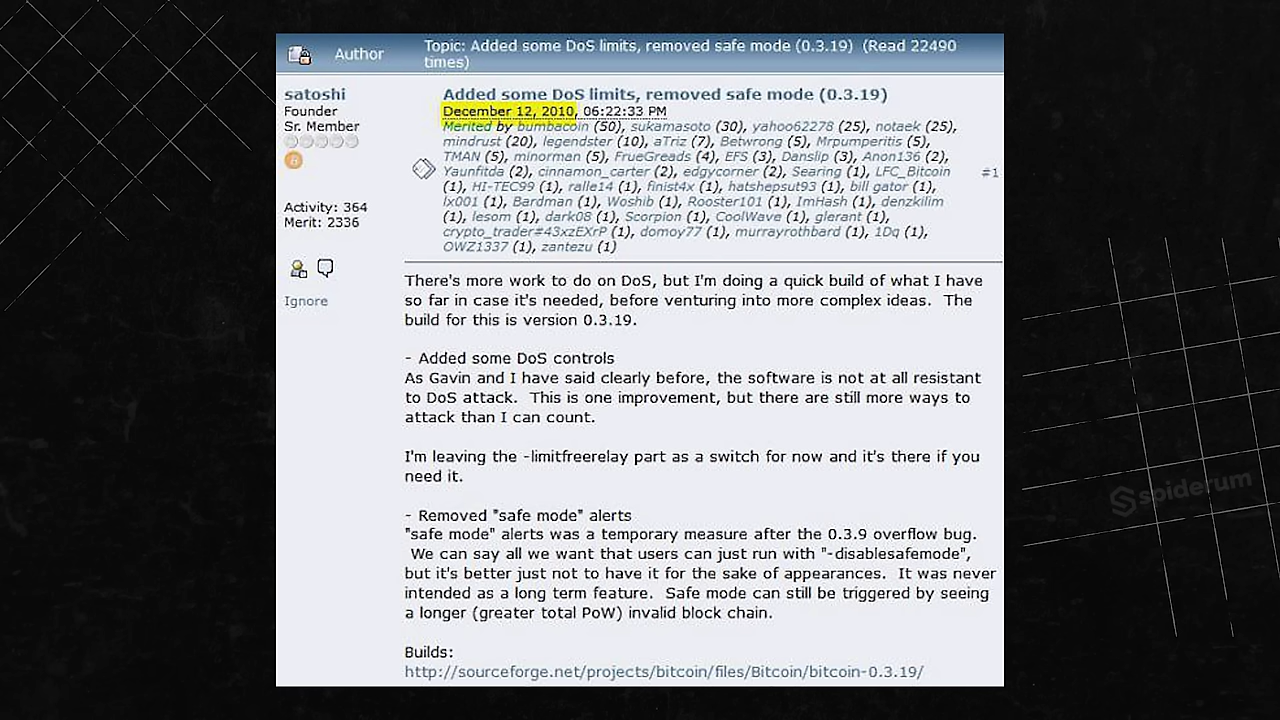 Author
Topic: Added some DoS limits, removed safe mode (0.3.19)  (Read 22490
times)
satoshi
Founder
Sr. Member
Activity: 364
Merit: 2336
Ignore
Added some DoS limits, removed safe mode (0.3.19)
December 12, 2010, 06:22:33 PM
Merited by bumbacoin (50), sukamasoto (30), yahoo62278 (25), notaek (25),
mindrust (20), legendster (10), aTriz (7), Betwrong (5), Mrpumperitis (5),
TMAN (5), minorman (5), FrueGreads (4), EFS (3), Danslip (3), Anon136 (2),
Yaunfitda (2), cinnamon_carter (2), edgycorner (2), Searing (1), LFC_Bitcoin
(1), HI-TEC99 (1), ralle14 (1), finist4x (1), hatshepsut93 (1), bill gator (1),
lx001 (1), Bardman (1), Woshib (1), Rooster101 (1), ImHash (1), denzkilim
(1), lesom (1), dark08 (1), Scorpion (1), CoolWave (1), glerant (1),
crypto_trader#43xzEXrP (1), domoy77 (1), murrayrothbard (1), 1Dq (1),
OWZ1337 (1), zantezu (1)
#1
There's more work to do on DoS, but I'm doing a quick build of what I have
so far in case it's needed, before venturing into more complex ideas.  The
build for this is version 0.3.19.
- Added some DoS controls
As Gavin and I have said clearly before, the software is not at all resistant
to DoS attack.  This is one improvement, but there are still more ways to
attack than I can count.
I'm leaving the -limitfreerelay part as a switch for now and it's there if you
need it.
- Removed "safe mode" alerts
"safe mode" alerts was a temporary measure after the 0.3.9 overflow bug.
We can say all we want that users can just run with "-disablesafemode",
but it's better just not to have it for the sake of appearances.  It was never
intended as a long term feature.  Safe mode can still be triggered by seeing
a longer (greater total PoW) invalid block chain.
Builds:
http://sourceforge.net/projects/bitcoin/files/Bitcoin/bitcoin-0.3.19/
spiderum